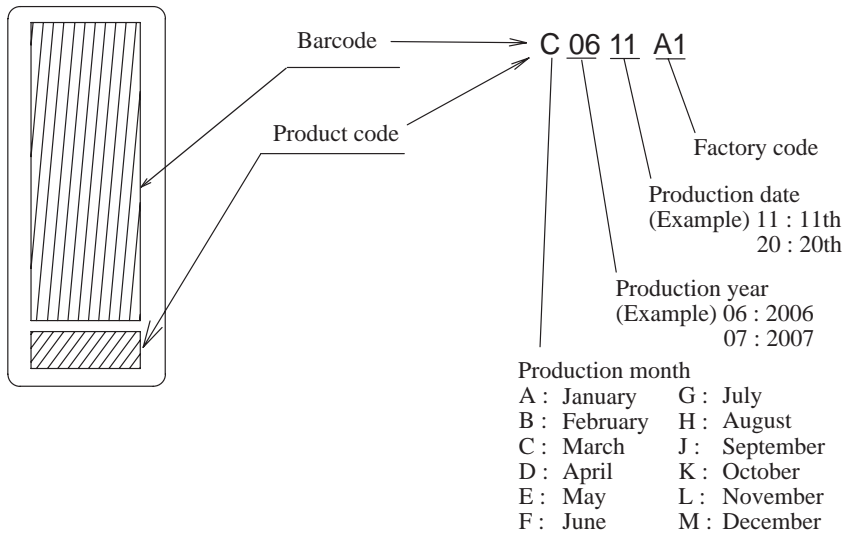 Barcode
C 06 11 A1
Product code
Factory code
Production date
(Example) 11 : 11th
20 : 20th
Production year
(Example) 06 : 2006
07 : 2007
Production month
A : January G : July
B : February H : August
C : March J : September
D : April K : October
E : May L : November
F : June M : December